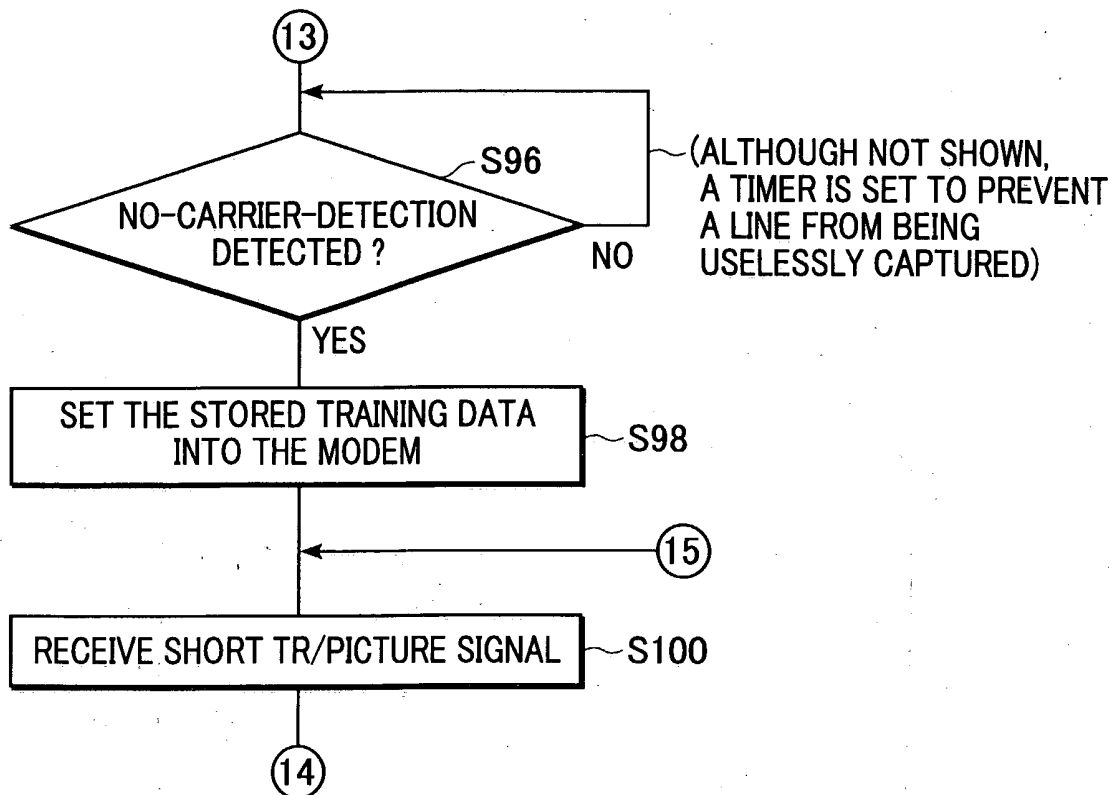 13
S96
NO-CARRIER-DETECTION
DETECTED ?
NO
(ALTHOUGH NOT SHOWN,
A TIMER IS SET TO PREVENT
A LINE FROM BEING
USELESSLY CAPTURED)
YES
SET THE STORED TRAINING DATA
INTO THE MODEM
S98
15
RECEIVE SHORT TR/PICTURE SIGNAL
S100
14